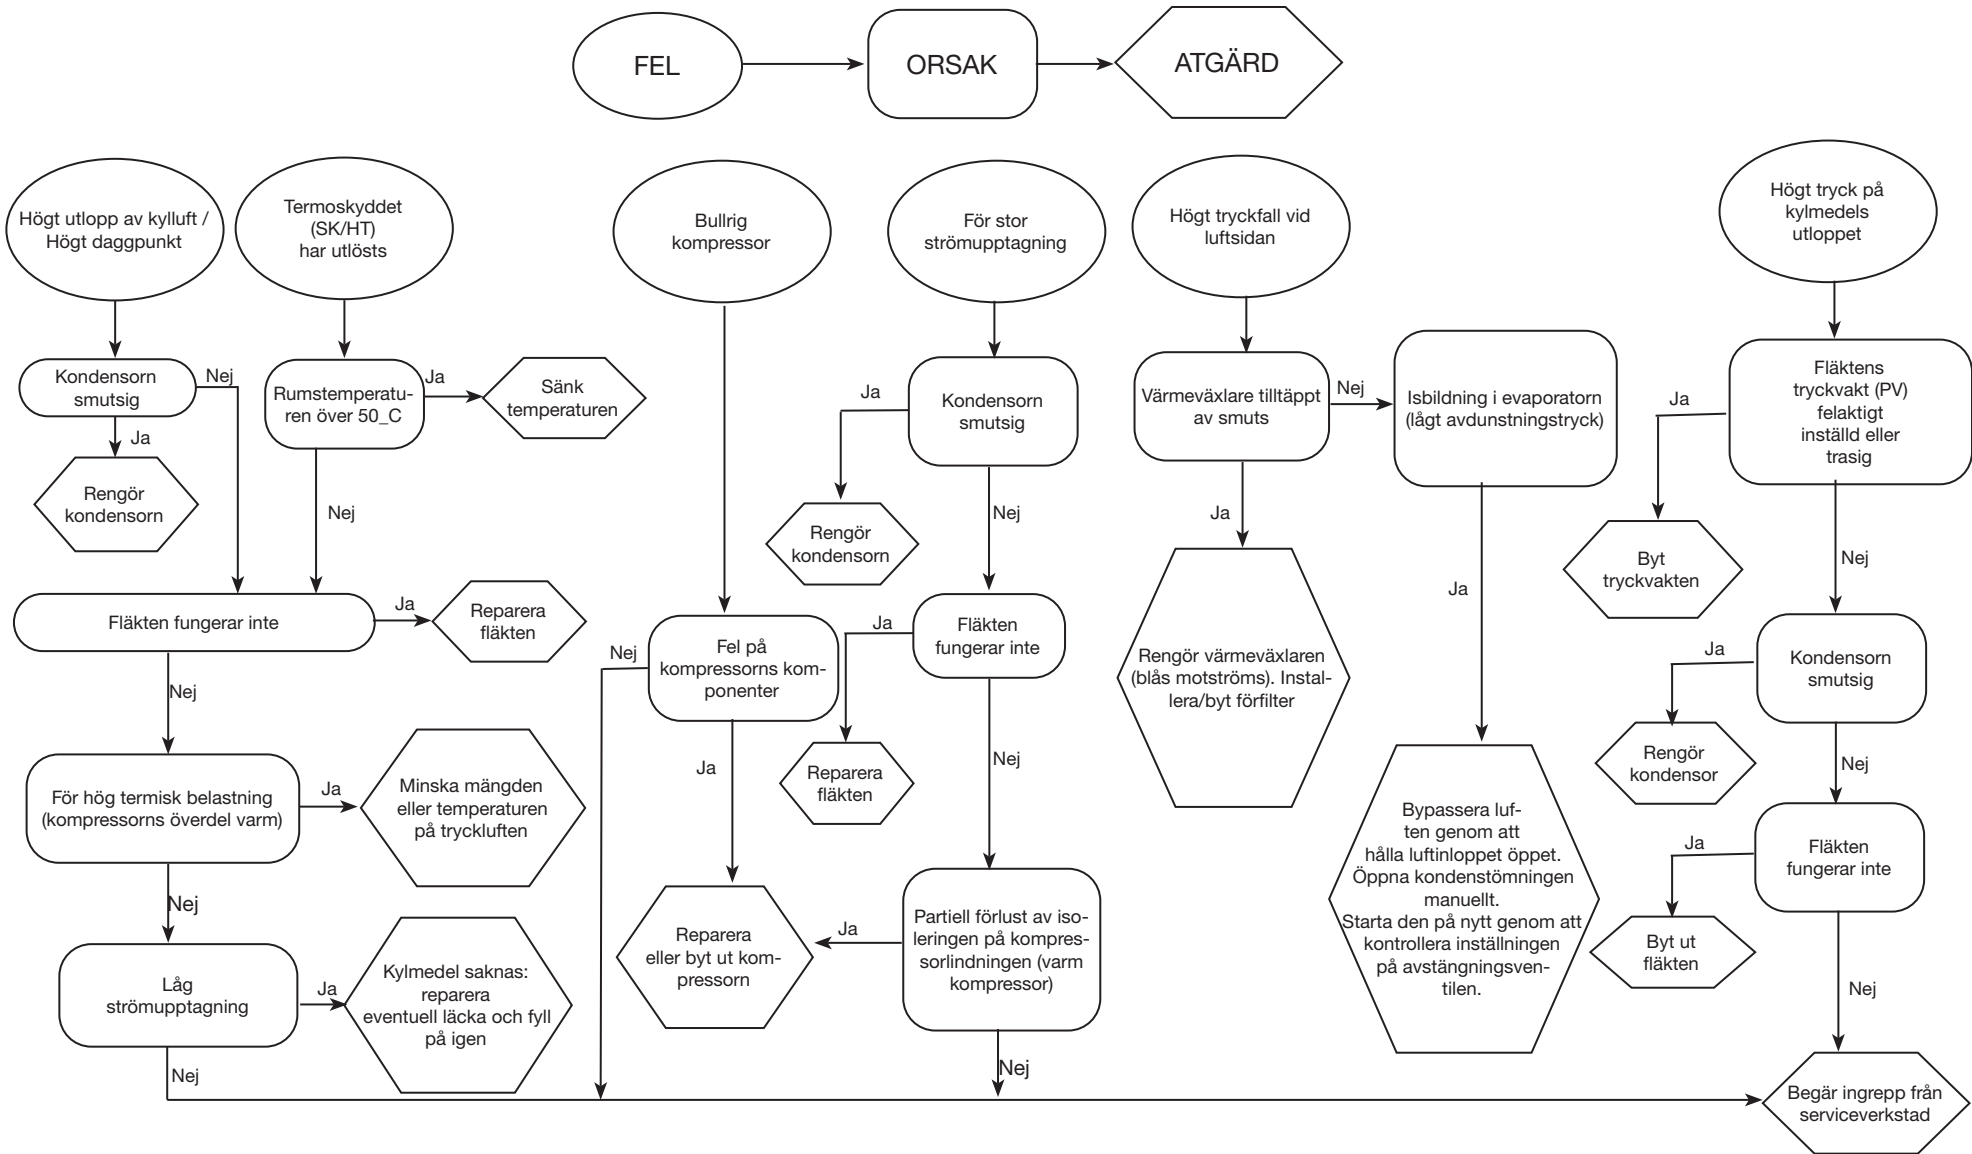 FEL
ORSAK
ATGÄRD
Högt utlopp av kylluft /
Högt daggpunkt
Kondensorn
smutsig
Nej
Ja
Rengör
kondensorn
Termoskyddet
(SK/HT)
har utlösts
Rumstemperatu-
ren över 50_C
Ja
Sänk
temperaturen
Nej
Fläkten fungerar inte
Ja
Reparera
fläkten
Nej
För hög termisk belastning
(kompressorns överdel varm)
Ja
Minska mängden
eller temperaturen
på tryckluften
Nej
Låg
strömupptagning
Ja
Kylmedel saknas:
reparera
eventuell läcka och fyll
på igen
Nej
Bullrig
kompressor
Fel på
kompressorns kom-
ponenter
Nej
Ja
Reparera
eller byt ut kom-
pressorn
För stor
strömupptagning
Kondensorn
smutsig
Ja
Rengör
kondensorn
Nej
Fläkten
fungerar inte
Ja
Reparera
fläkten
Nej
Partiell förlust av iso-
leringen på kompres-
sorlindningen (varm
kompressor)
Ja
Nej
Högt tryckfall vid
luftsidan
Värmeväxlare tilltäppt
av smuts
Nej
Ja
Rengör värmeväxlaren
(blås motströms). Instal-
lera/byt förfilter
Isbildning i evaporatorn
(lågt avdunstningstryck)
Ja
Bypassera luf-
ten genom att
hålla luftinloppet öppet.
Öppna kondenstömningen
manuellt.
Starta den på nytt genom att
kontrollera inställningen
på avstängningsven-
tilen.
Högt tryck på
kylmedels
utloppet
Fläktens
tryckvakt (PV)
felaktigt
inställd eller
trasig
Ja
Byt
tryckvakten
Nej
Kondensorn
smutsig
Ja
Rengör
kondensor
Nej
Fläkten
fungerar inte
Ja
Byt ut
fläkten
Nej
Begär ingrepp från
serviceverkstad